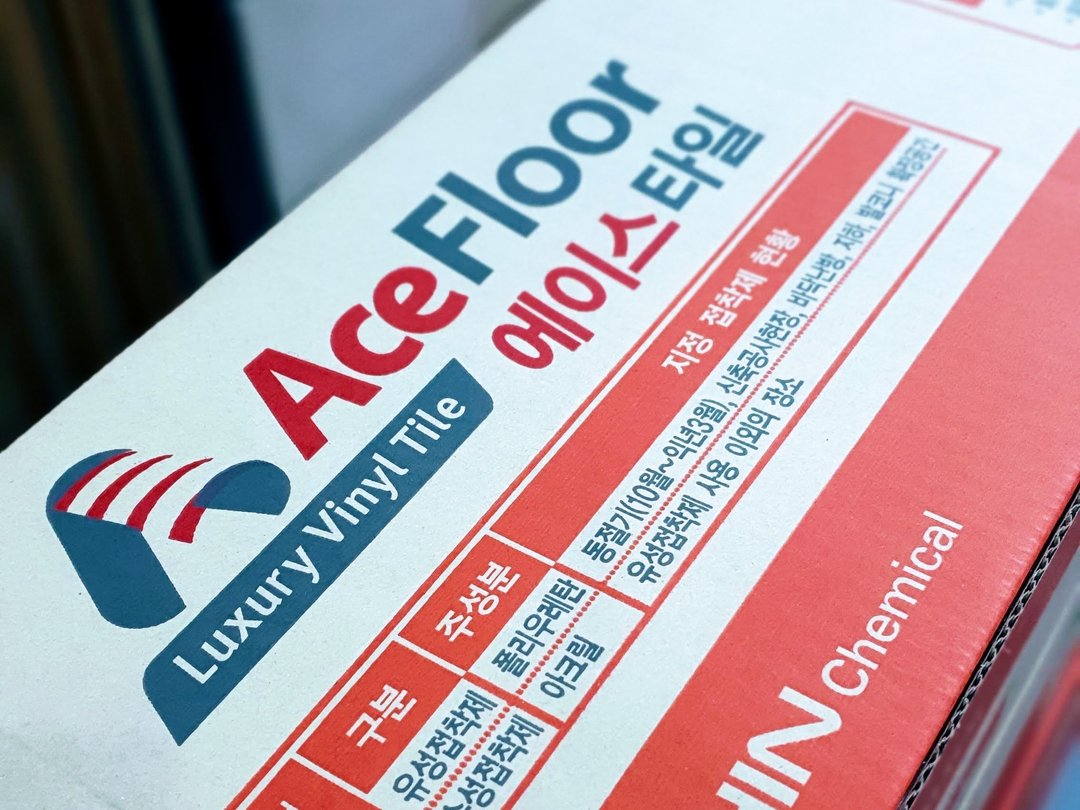 AceFloor
에이스타일
Luxury Vinyl Tile
지정 접착제 현황
구분 주성분
유성접착제 폴리우레탄 동절기(10월~익년3월), 신축공사현장, 바닥난방, 지하, 발코니 확장공간
아크릴 유성접착제 사용 이외의 장소
Chemical